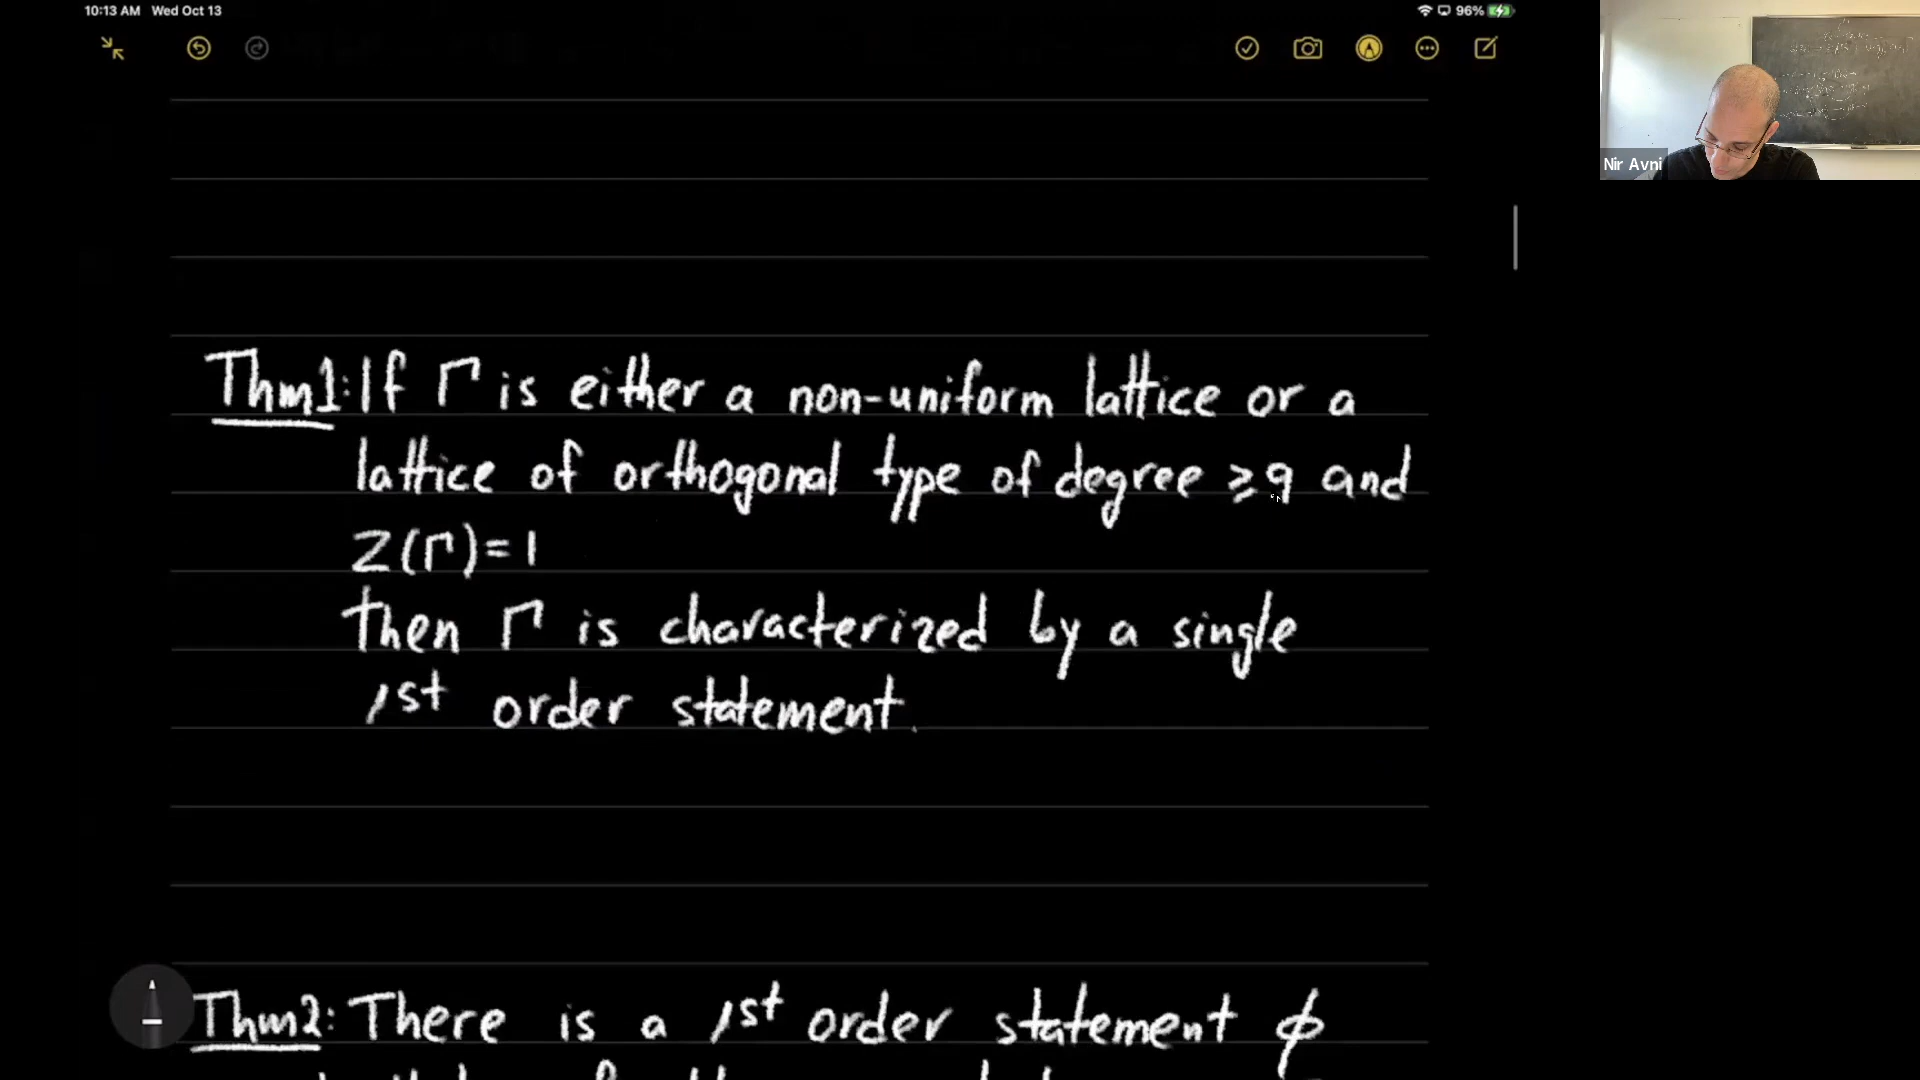 10:13 AM Wed Oct 13
96%
Nir Avni
Thm1: If Γ is either a non-uniform lattice or a
lattice of orthogonal type of degree ≥9 and
Z(Γ)=1
then Γ is characterized by a single
1st order statement.
Thm2: There is a 1st order statement ϕ